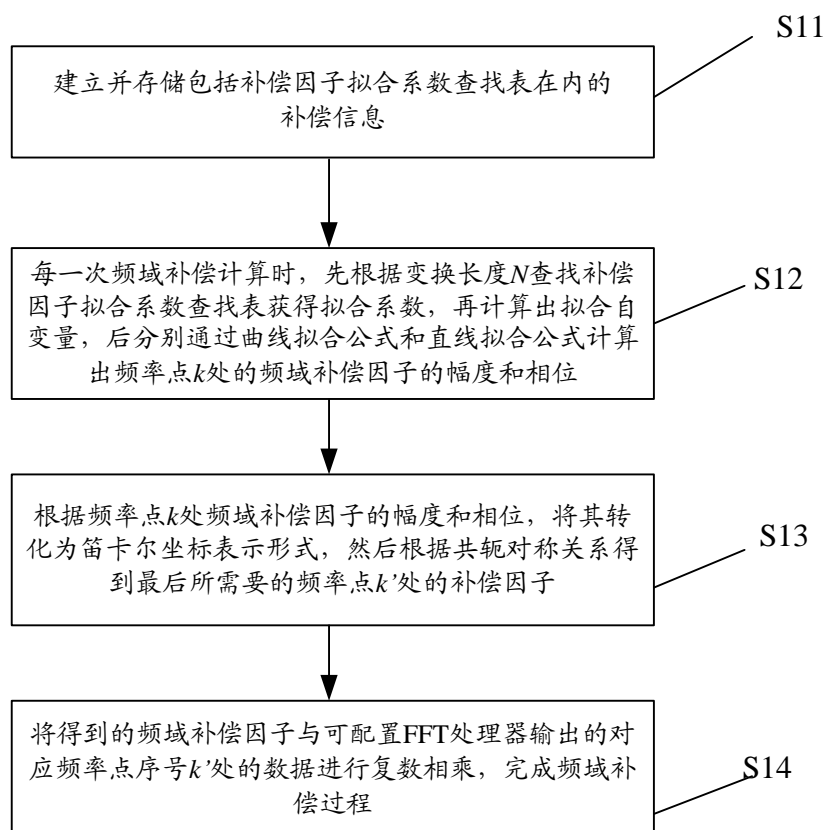 S11
建立并存储包括补偿因子拟合系数查找表在内的
补偿信息
每一次频域补偿计算时，先根据变换长度N查找补偿
因子拟合系数查找表获得拟合系数，再计算出拟合自
变量，后分别通过曲线拟合公式和直线拟合公式计算
出频率点k处的频域补偿因子的幅度和相位
S12
根据频率点k处频域补偿因子的幅度和相位，将其转
化为笛卡尔坐标表示形式，然后根据共轭对称关系得
到最后所需要的频率点k’处的补偿因子
S13
将得到的频域补偿因子与可配置FFT处理器输出的对
应频率点序号k’处的数据进行复数相乘，完成频域补
偿过程
S14